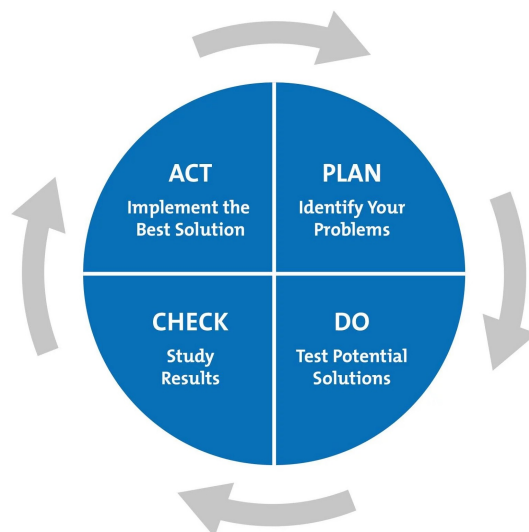 ACT
Implement the
Best Solution
PLAN
Identify Your
Problems
CHECK
Study
Results
DO
Test Potential
Solutions